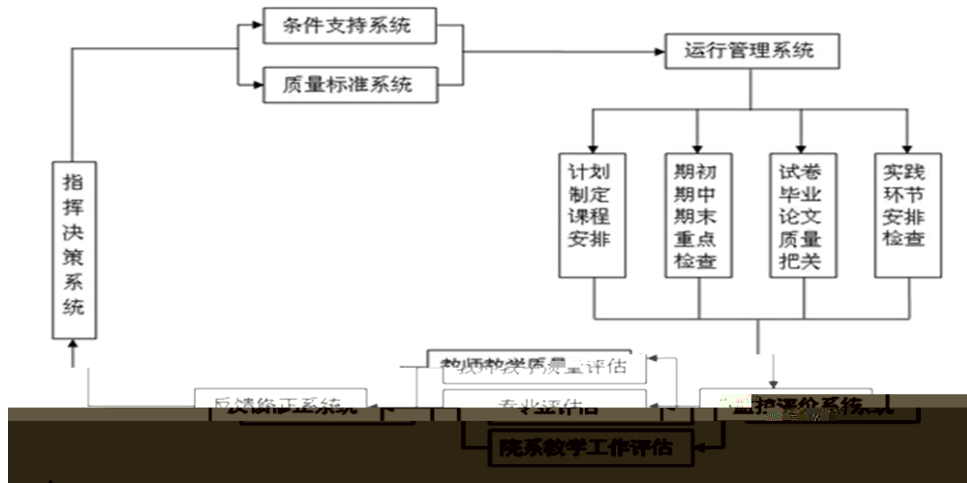 条件支持系统
运行管理系统
质量标准系统
指
挥
决
策
系
统
计划
制定
课程
安排
期初
期中
期末
重点
检查
试卷
毕业
论文
质量
把关
实践
环节
安排
检查
教师教学质量评估
反馈修正系统
专业评估
监控评价系统
院系教学工作评估